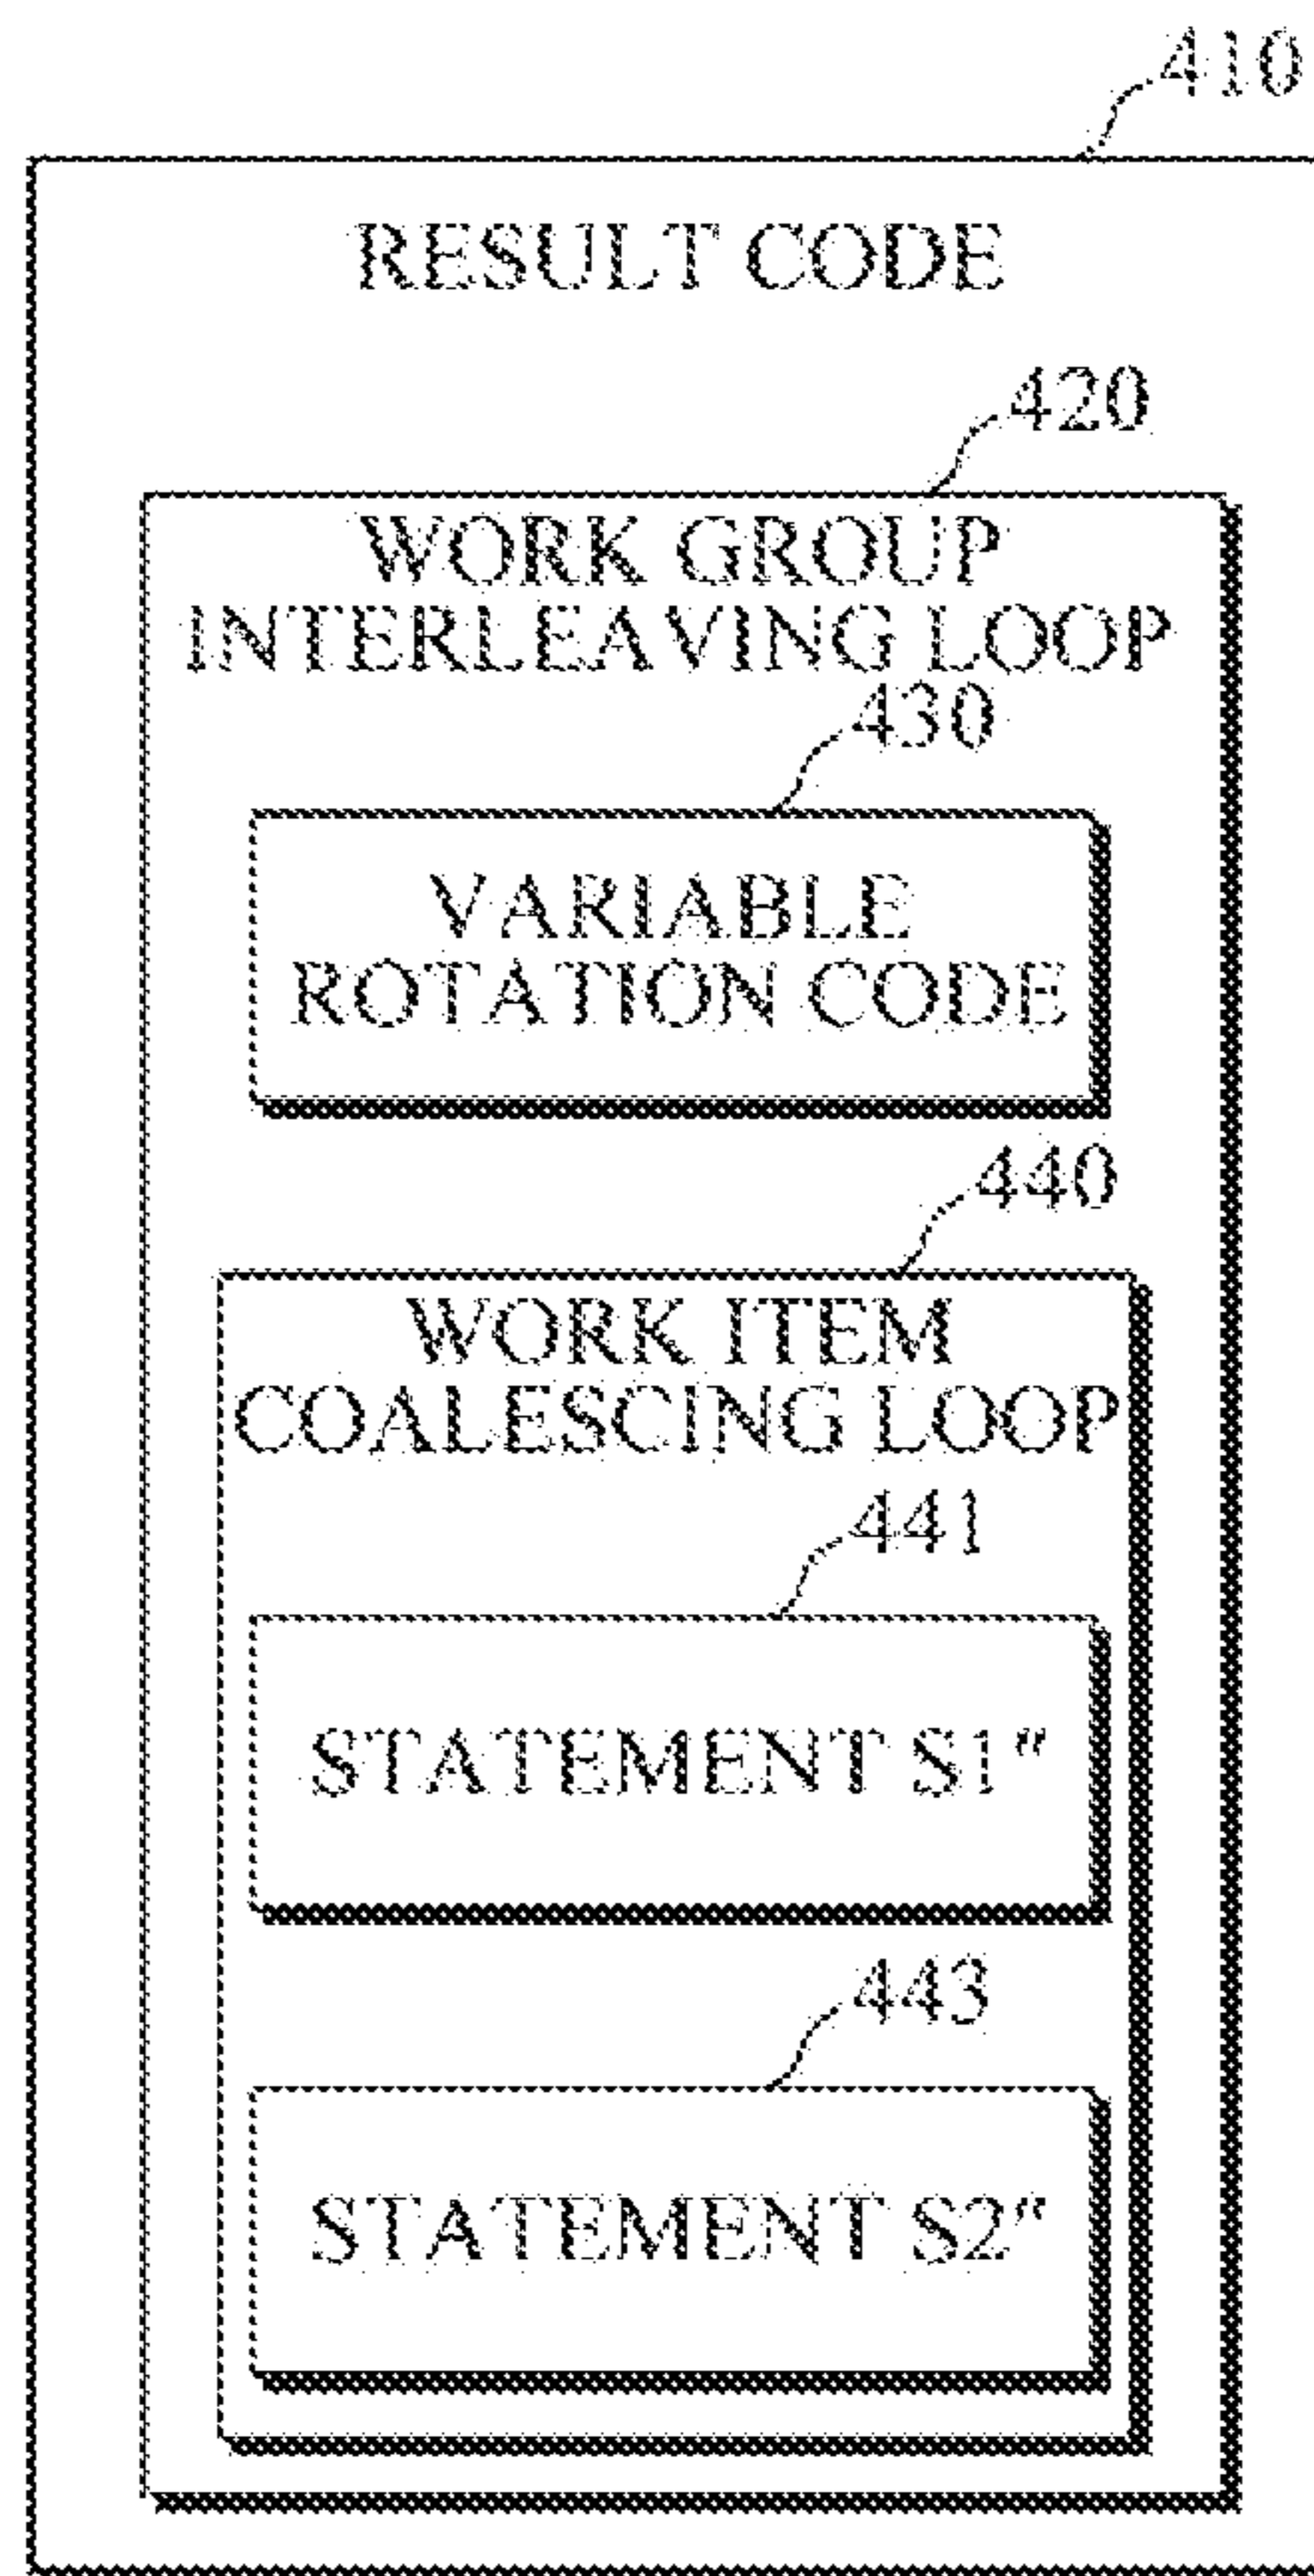 410
RESULT CODE
420
WORK GROUP
INTERLEAVING LOOP
430
VARIABLE
ROTATION CODE
440
WORK ITEM
COALESCING LOOP
441
STATEMENT S1"
443
STATEMENT S2"